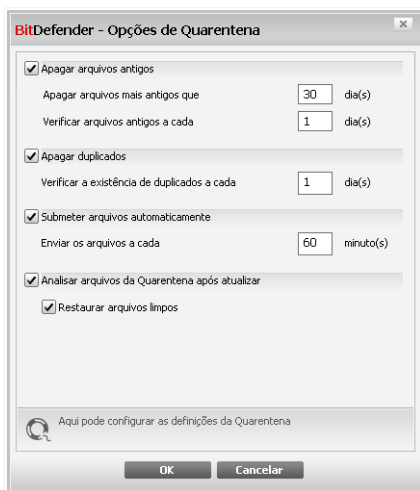 BitDefender - Opções de Quarentena
Apagar arquivos antigos
Apagar arquivos mais antigos que 30 dia(s)
Verificar arquivos antigos a cada 1 dia(s)
Apagar duplicados
Verificar a existência de duplicados a cada 1 dia(s)
Submeter arquivos automaticamente
Enviar os arquivos a cada 60 minuto(s)
Analisar arquivos da Quarentena após atualizar
Restaurar arquivos limpos
Aqui pode configurar as definições da Quarentena
OK Cancelar